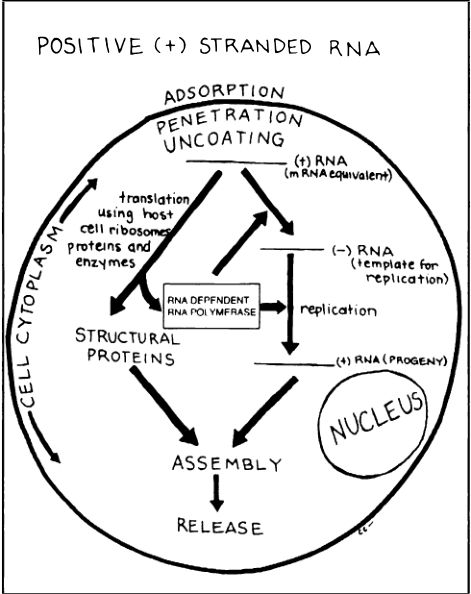 POSITIVE (+) STRANDED RNA
ADSORPTION
PENETRATION
UNCOATING
(+) RNA
(mRNA equivalent)
translation
using host
cell ribosomes
proteins and
enzymes
(-) RNA
(template for
replication)
RNA DEPENDENT
RNA POLYMERASE
replication
STRUCTURAL
PROTEINS
(+) RNA (PROGENY)
CELL CYTOPLASM
NUCLEUS
ASSEMBLY
RELEASE